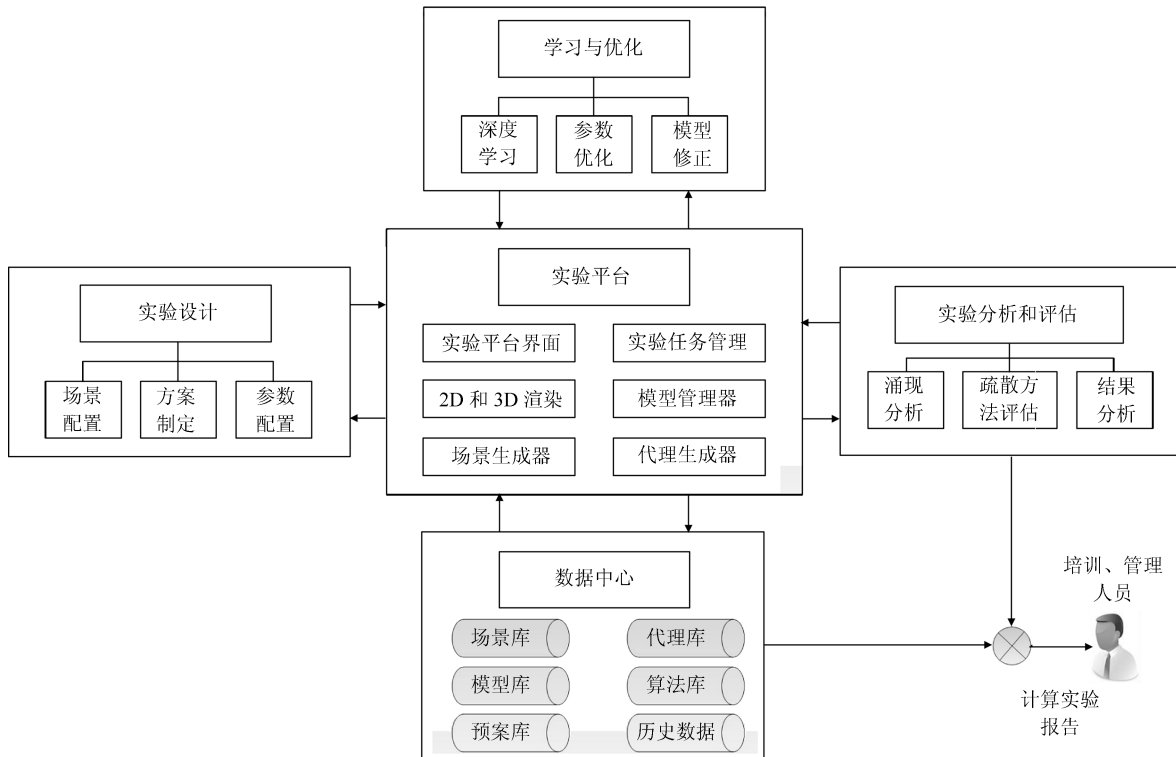 学习与优化
深度
学习
参数
优化
模型
修正
实验设计
场景
配置
方案
制定
参数
配置
实验平台
实验平台界面
实验任务管理
2D 和 3D 渲染
模型管理器
场景生成器
代理生成器
实验分析和评估
涌现
分析
疏散方
法评估
结果
分析
数据中心
场景库
代理库
模型库
算法库
预案库
历史数据
培训、管理
人员
计算实验
报告